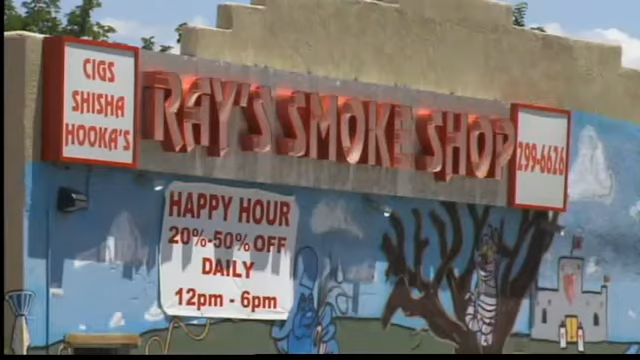 CIGS
SHISHA
HOOKA'S
RAY'S SMOKE SHOP
299-6626
HAPPY HOUR
20%-50% OFF
DAILY
12pm - 6pm